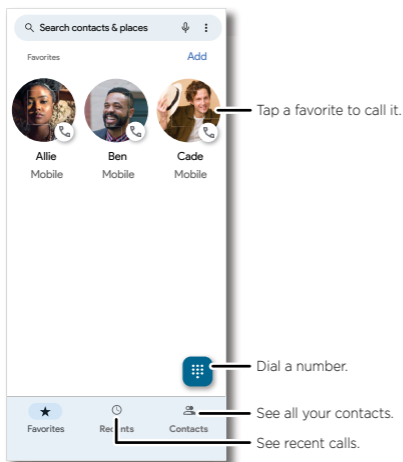 Search contacts & places
Favorites
Add
Tap a favorite to call it.
Allie
Ben
Cade
Mobile
Mobile
Mobile
Dial a number.
See all your contacts.
Favorites
Contacts
See recent calls.